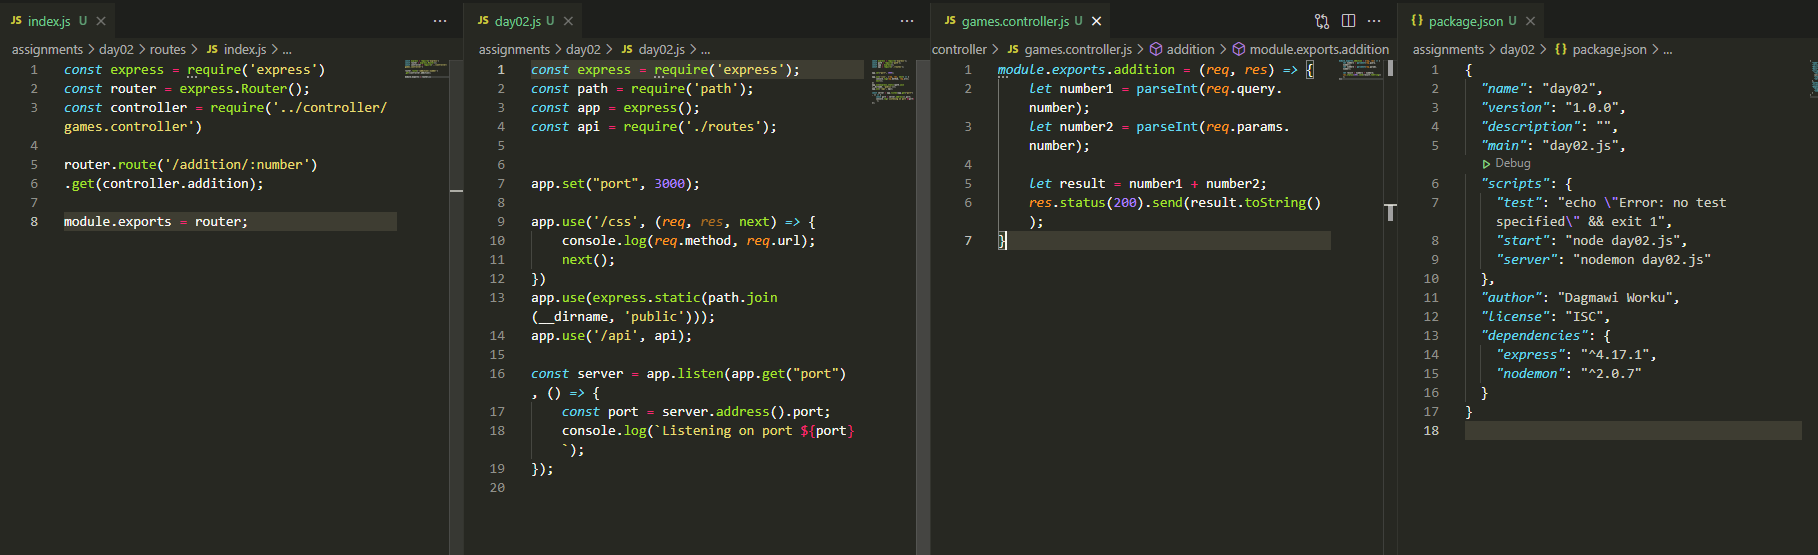 JS index.js U
assignments > day02 > routes > JS index.js > ...
1 const express = require('express')
2 const router = express.Router();
3 const controller = require('../controller/
games.controller')
4
5 router.route('/addition/:number')
6 .get(controller.addition);
7
8 module.exports = router;
JS day02.js U
assignments > day02 > JS day02.js > ...
1 const express = require('express');
2 const path = require('path');
3 const app = express();
4 const api = require('./routes');
5
6
7 app.set("port", 3000);
8
9 app.use('/css', (req, res, next) => {
10 console.log(req.method, req.url);
11 next();
12 })
13 app.use(express.static(path.join
(__dirname, 'public')));
14 app.use('/api', api);
15
16 const server = app.listen(app.get("port")
, () => {
17 const port = server.address().port;
18 console.log(`Listening on port ${port}
`);
19 });
20
JS games.controller.js U
controller > JS games.controller.js > addition > module.exports.addition
1 module.exports.addition = (req, res) => {
2 let number1 = parseInt(req.query.
number);
3 let number2 = parseInt(req.params.
number);
4
5 let result = number1 + number2;
6 res.status(200).send(result.toString()
);
7 }
{} package.json U
assignments > day02 > {} package.json > ...
1 {
2 "name": "day02",
3 "version": "1.0.0",
4 "description": "",
5 "main": "day02.js",
Debug
6 "scripts": {
7 "test": "echo \"Error: no test
specified\" && exit 1",
8 "start": "node day02.js",
9 "server": "nodemon day02.js"
10 },
11 "author": "Dagmawi Worku",
12 "license": "ISC",
13 "dependencies": {
14 "express": "^4.17.1",
15 "nodemon": "^2.0.7"
16 }
17 }
18